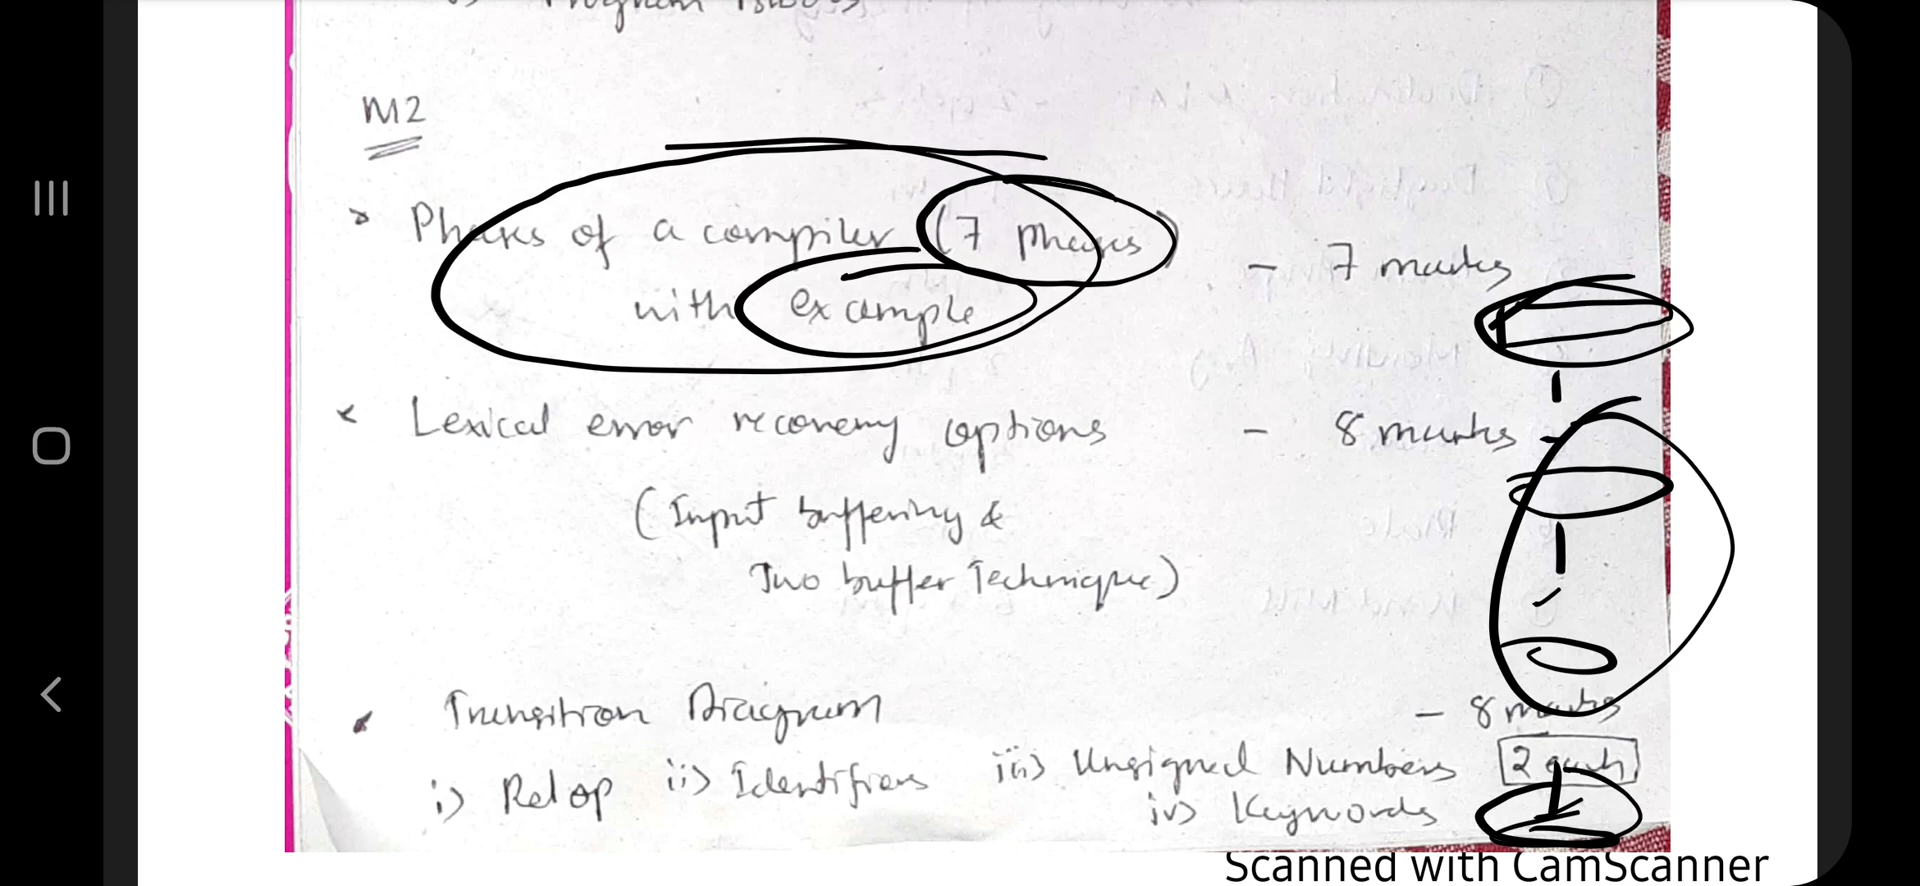 M2
Phases of a compiler (7 phases) - 7 marks
with example
Lexical error recovery options - 8 marks
(Input buffering &
Two buffer Technique)
Transition Diagram - 8 marks
i) Relop ii) Identifiers iii) Unsigned Numbers 2 each
iv) Keywords
Scanned with CamScanner